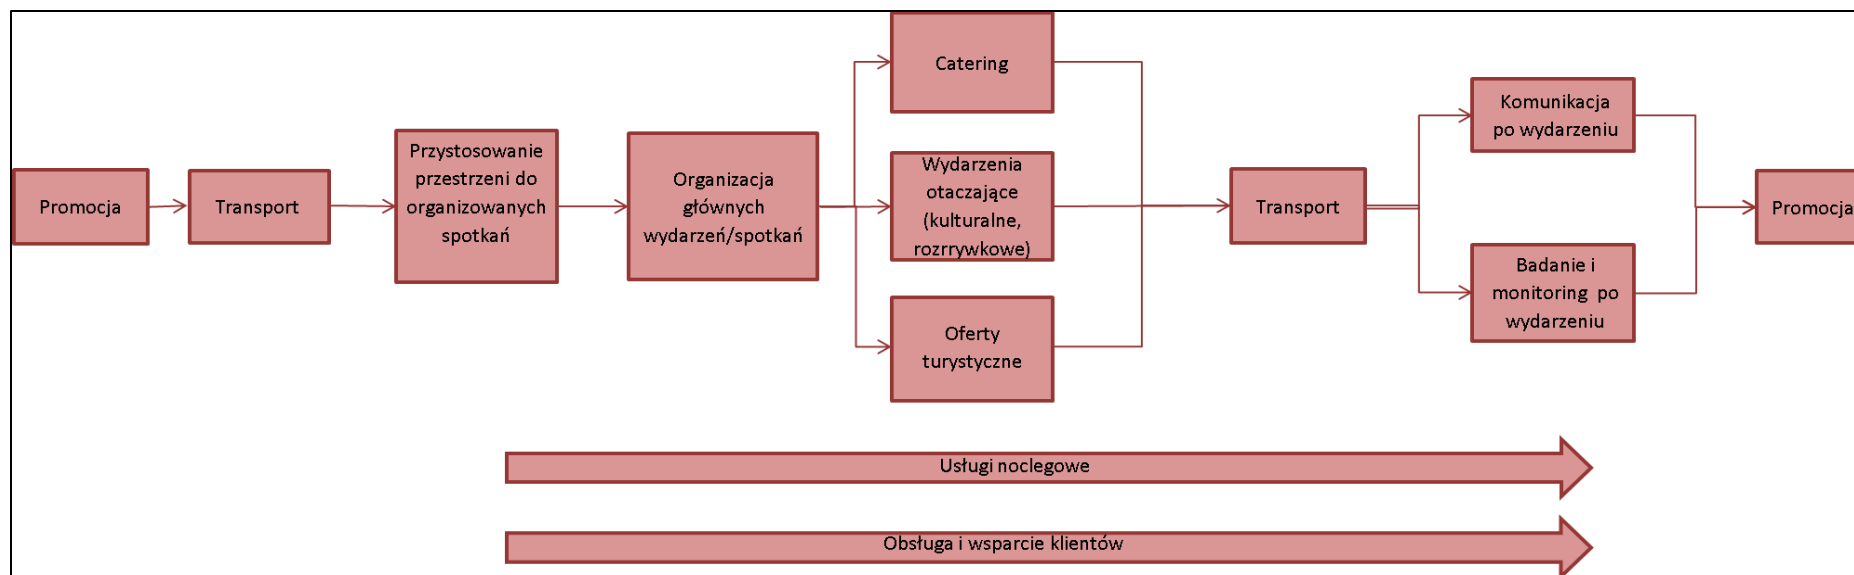 Promocja
Transport
Przystosowanie
przestrzeni do
organizowanych
spotkań
Organizacja
głównych
wydarzeń/spotkań
Catering
Wydarzenia
otaczające
(kulturalne,
rozrrywkowe)
Oferty
turystyczne
Transport
Komunikacja
po wydarzeniu
Badanie i
monitoring po
wydarzeniu
Promocja
Usługi noclegowe
Obsługa i wsparcie klientów